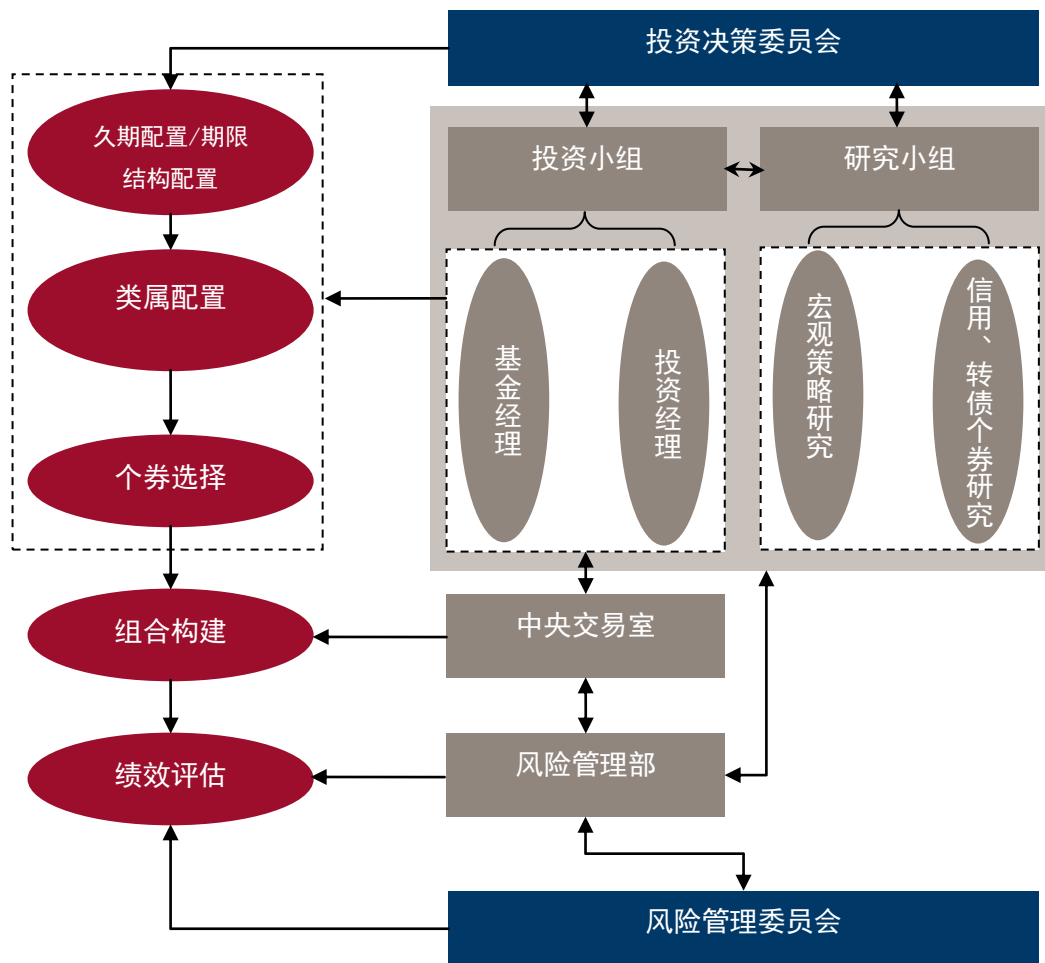 投资决策委员会
久期配置/期限
结构配置
投资小组
研究小组
类属配置
基金经理
投资经理
宏观策略研究
信用、转债个券研究
个券选择
组合构建
中央交易室
绩效评估
风险管理部
风险管理委员会